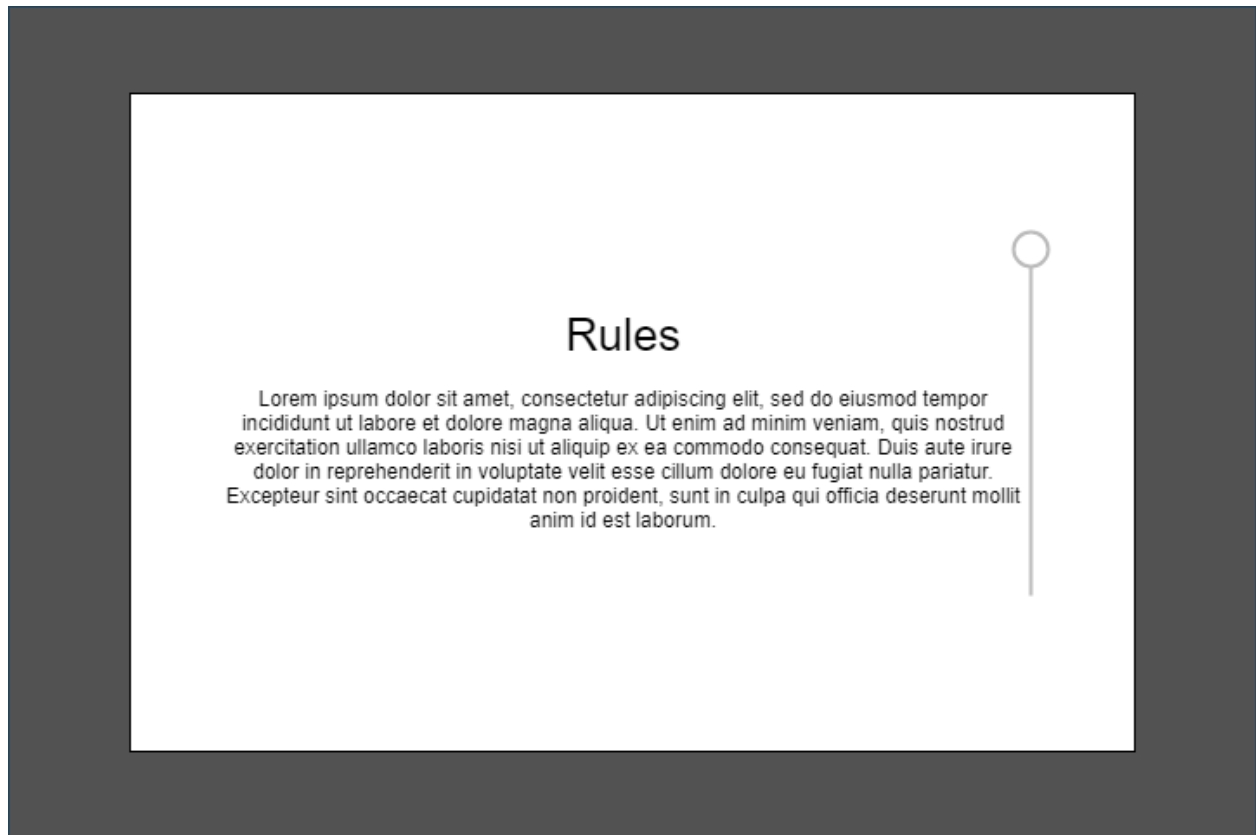 Rules
Lorem ipsum dolor sit amet, consectetur adipiscing elit, sed do eiusmod tempor
incididunt ut labore et dolore magna aliqua. Ut enim ad minim veniam, quis nostrud
exercitation ullamco laboris nisi ut aliquip ex ea commodo consequat. Duis aute irure
dolor in reprehenderit in voluptate velit esse cillum dolore eu fugiat nulla pariatur.
Excepteur sint occaecat cupidatat non proident, sunt in culpa qui officia deserunt mollit
anim id est laborum.